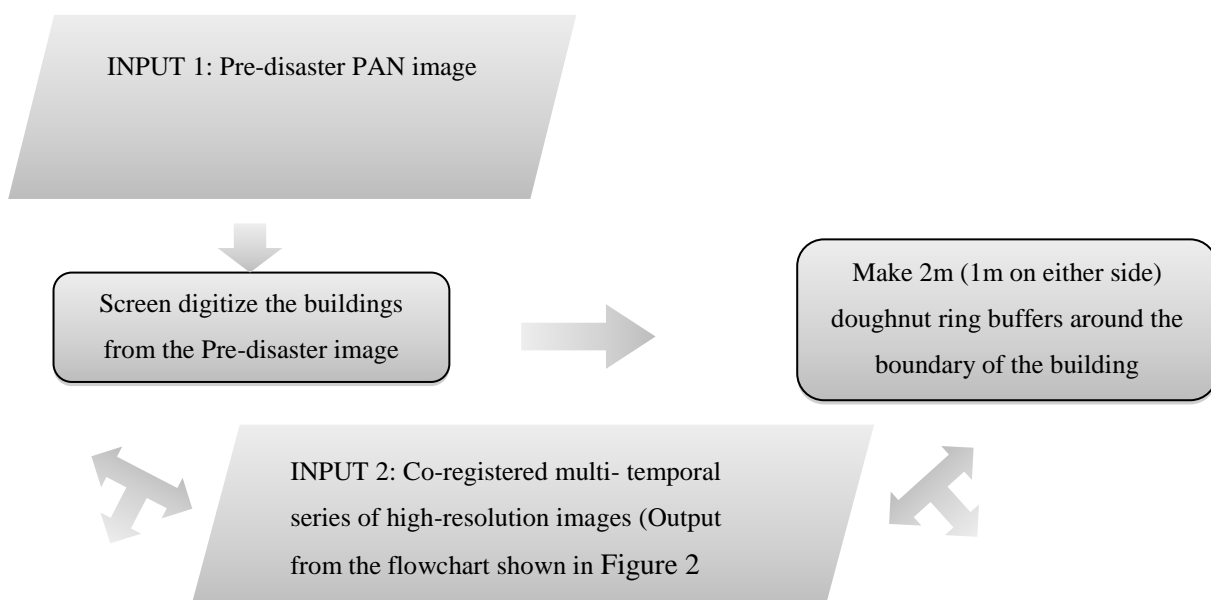 INPUT 1: Pre-disaster PAN image
Screen digitize the buildings
from the Pre-disaster image
Make 2m (1m on either side)
doughnut ring buffers around the
boundary of the building
INPUT 2: Co-registered multi- temporal
series of high-resolution images (Output
from the flowchart shown in Figure 2